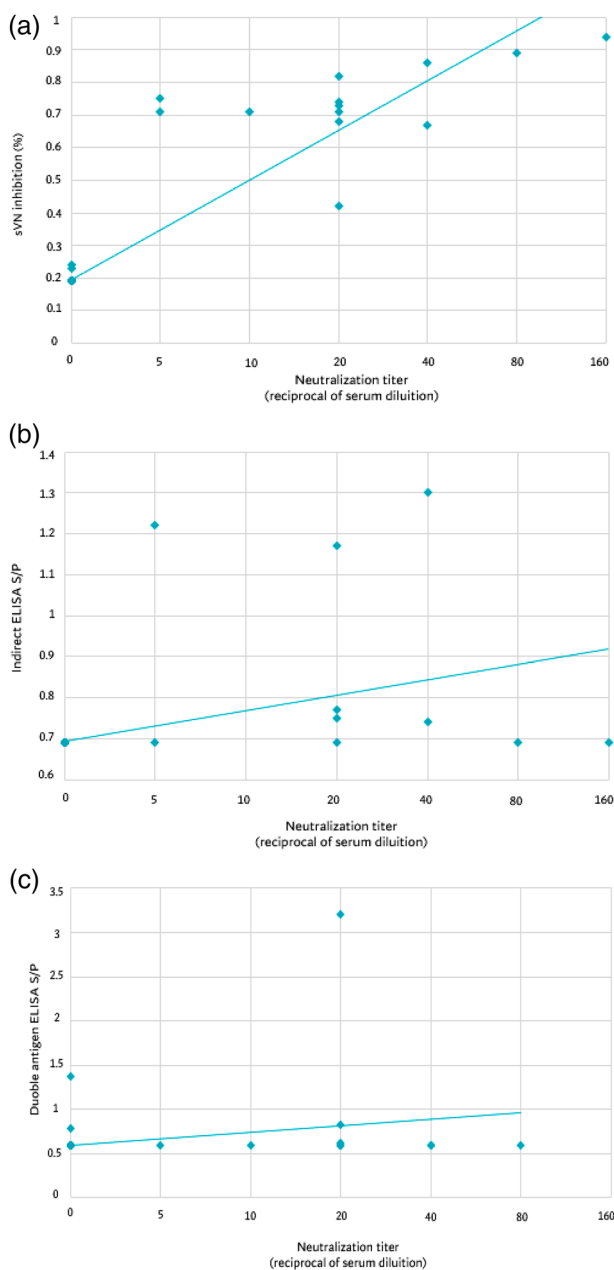 (a)
1
0.9
0.8
0.7
0.6
0.5
0.4
0.3
0.2
0.1
0
sVN inhibition (%)
0 5 10 20 40 80 160
Neutralization titer
(reciprocal of serum diluition)
(b)
1.4
1.3
1.2
1.1
1
0.9
0.8
0.7
0.6
Indirect ELISA S/P
0 5 10 20 40 80 160
Neutralization titer
(reciprocal of serum diluition)
(c)
3.5
3
2.5
2
1.5
1
0.5
0
Duoble antigen ELISA S/P
0 5 10 20 40 80 160
Neutralization titer
(reciprocal of serum diluition)